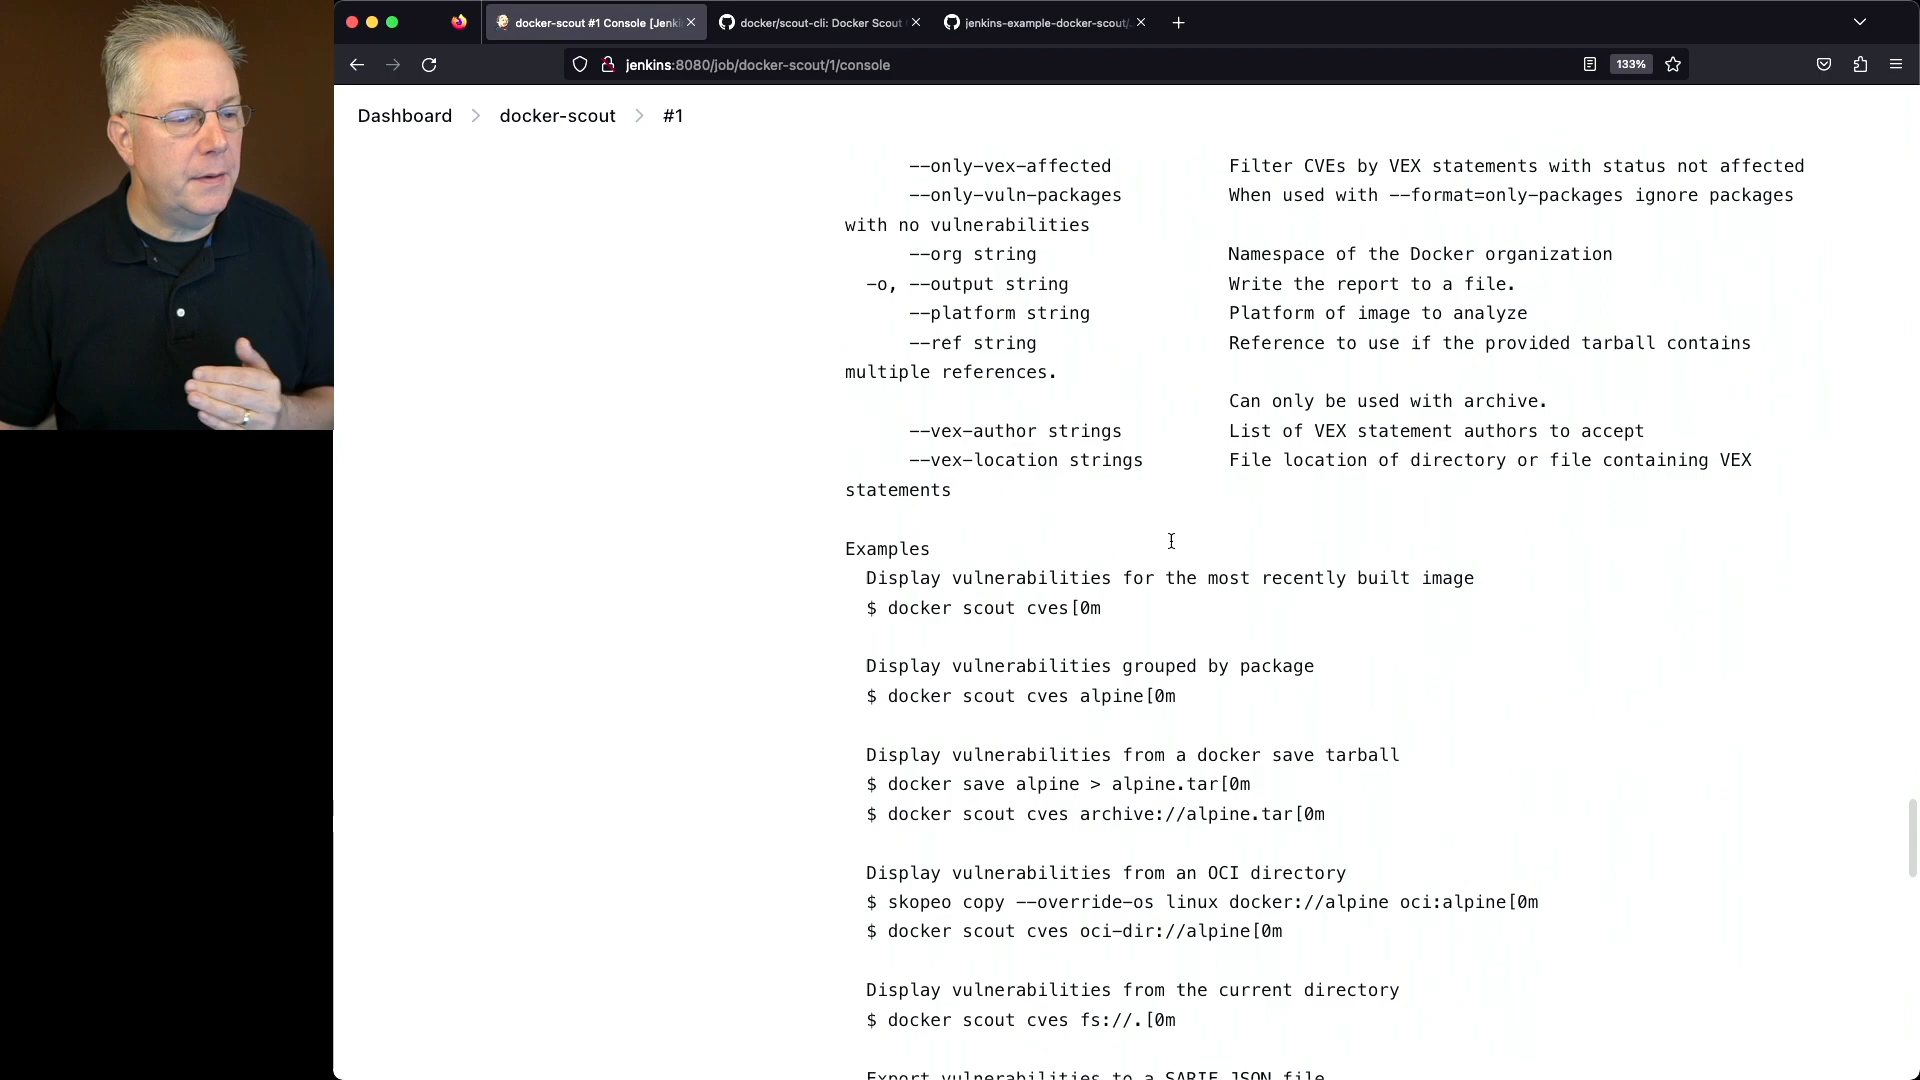 docker-scout #1 Console [Jenki
docker/scout-cli: Docker Scout
jenkins-example-docker-scout/.
jenkins:8080/job/docker-scout/1/console
133%
Dashboard > docker-scout > #1
--only-vex-affected Filter CVEs by VEX statements with status not affected
--only-vuln-packages When used with --format=only-packages ignore packages
with no vulnerabilities
--org string Namespace of the Docker organization
-o, --output string Write the report to a file.
--platform string Platform of image to analyze
--ref string Reference to use if the provided tarball contains
multiple references.
Can only be used with archive.
--vex-author strings List of VEX statement authors to accept
--vex-location strings File location of directory or file containing VEX
statements
Examples
Display vulnerabilities for the most recently built image
$ docker scout cves[0m
Display vulnerabilities grouped by package
$ docker scout cves alpine[0m
Display vulnerabilities from a docker save tarball
$ docker save alpine > alpine.tar[0m
$ docker scout cves archive://alpine.tar[0m
Display vulnerabilities from an OCI directory
$ skopeo copy --override-os linux docker://alpine oci:alpine[0m
$ docker scout cves oci-dir://alpine[0m
Display vulnerabilities from the current directory
$ docker scout cves fs://.[0m
Export vulnerabilities to a SARIF JSON file